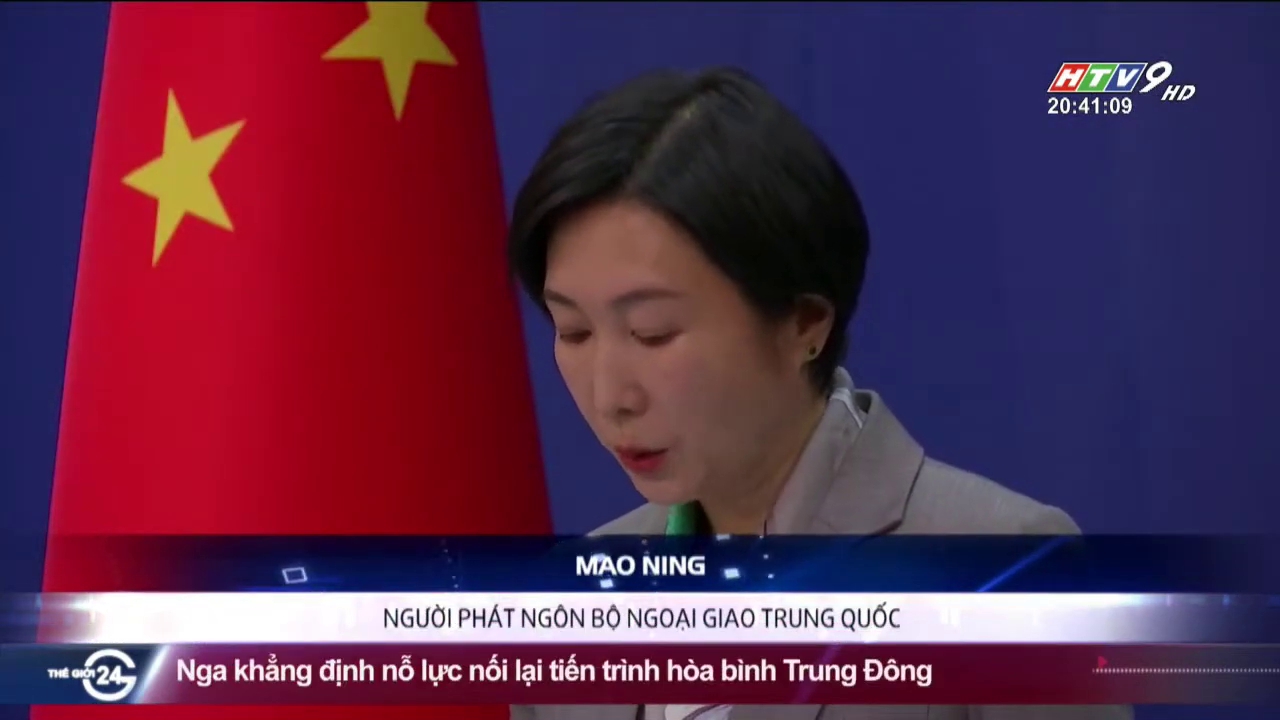 HTV9 HD
20:41:09
MAO NING
NGƯỜI PHÁT NGÔN BỘ NGOẠI GIAO TRUNG QUỐC
THẾ GIỚI 24G
Nga khẳng định nỗ lực nối lại tiến trình hòa bình Trung Đông